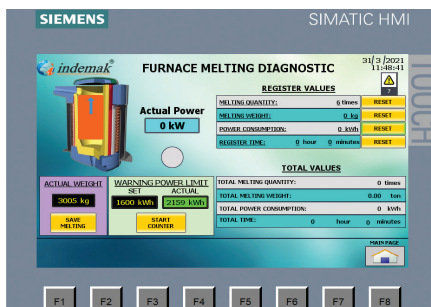 SIEMENS
SIMATIC HMI
TOUCH
indemak®
FURNACE MELTING DIAGNOSTIC
31/3/2021
11:48:41
7
REGISTER VALUES
MELTING QUANTITY: 6 times RESET
MELTING WEIGHT: 0 kg RESET
POWER CONSUMPTION: 0 kWh RESET
REGISTER TIME: 0 hour 0 minutes RESET
1
Actual Power
0 kW
ACTUAL WEIGHT
3005 kg
SAVE
MELTING
WARNING POWER LIMIT
SET ACTUAL
1600 kWh 2159 kWh
START
COUNTER
TOTAL VALUES
TOTAL MELTING QUANTITY: 0 times
TOTAL MELTING WEIGHT: 0.00 ton
TOTAL POWER CONSUMPTION: 0 kWh
TOTAL TIME: 0 hour 0 minutes
MAIN PAGE
F1 F2 F3 F4 F5 F6 F7 F8